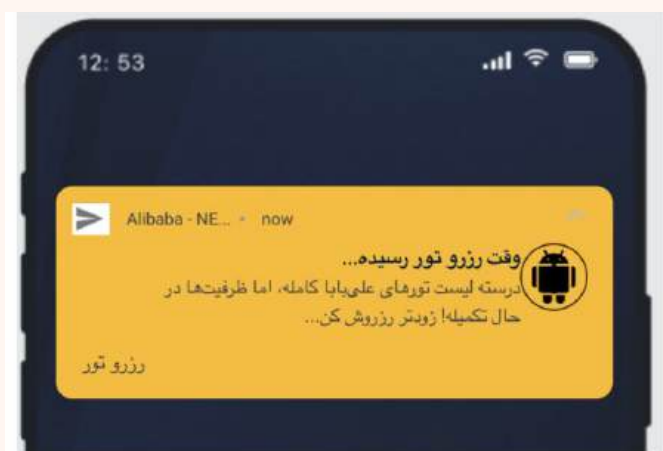 12: 53
Alibaba - NE... • now
وقت رزرو تور رسیده...
درسته لیست تورهای علی‌بابا کامله، اما ظرفیت‌ها در
حال تکمیله! زودتر رزروش کن...
رزرو تور